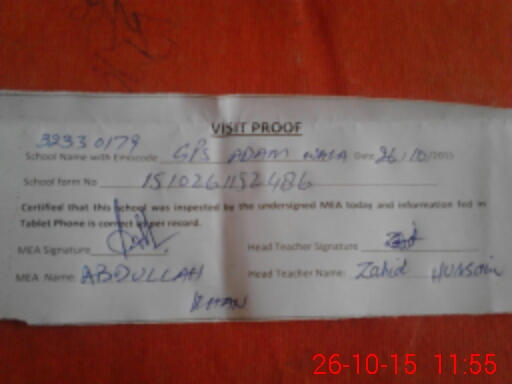 VISIT PROOF
32330179
School Name with Emiscode GPS ADAM WALA Date 26/10/2015
School form No 1510261152486
Certified that this school was inspected by the undersigned MEA today and information fed in
Tablet Phone is correct as per record.
MEA Signature Head Teacher Signature
MEA Name: ABDULLAH Head Teacher Name: Zahid HUSSAIN
KHAN
26-10-15 11:55